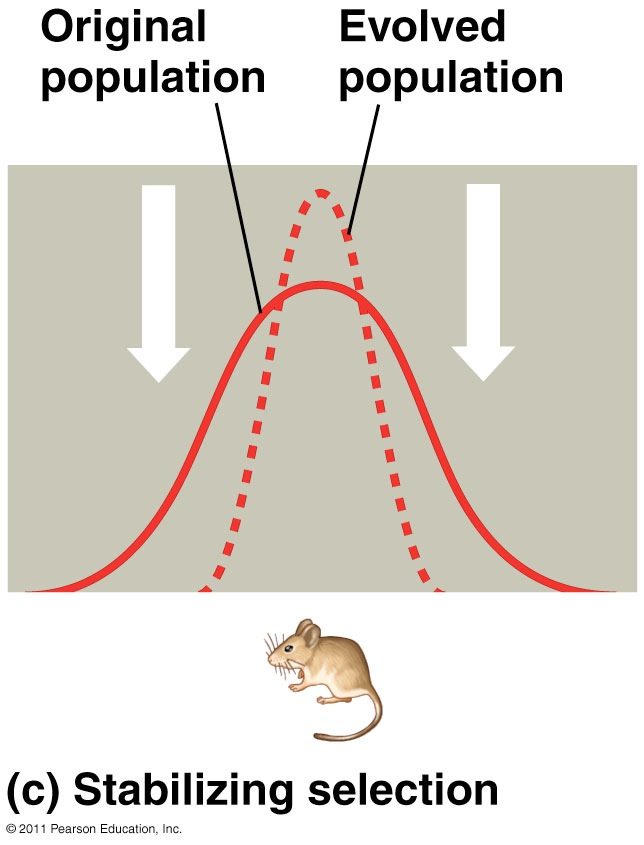 Original
population
Evolved
population
(c) Stabilizing selection
© 2011 Pearson Education, Inc.